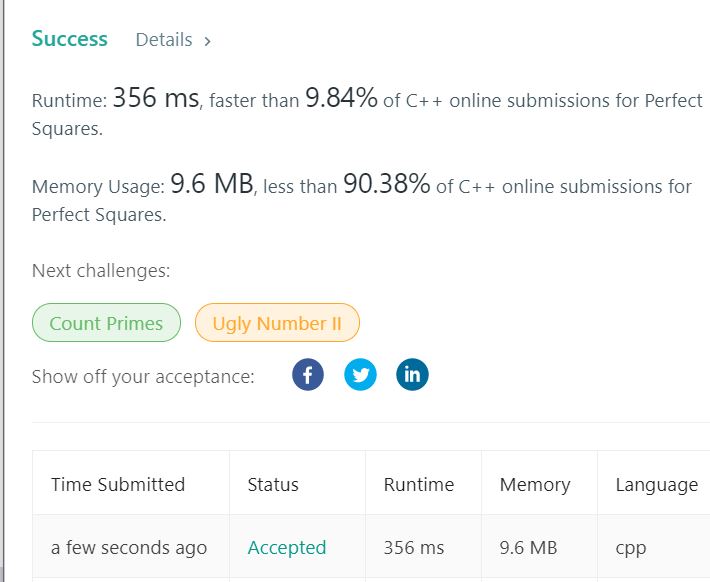 Success Details >
Runtime: 356 ms, faster than 9.84% of C++ online submissions for Perfect
Squares.
Memory Usage: 9.6 MB, less than 90.38% of C++ online submissions for
Perfect Squares.
Next challenges:
Count Primes Ugly Number II
Show off your acceptance: f in
Time Submitted Status Runtime Memory Language
a few seconds ago Accepted 356 ms 9.6 MB cpp